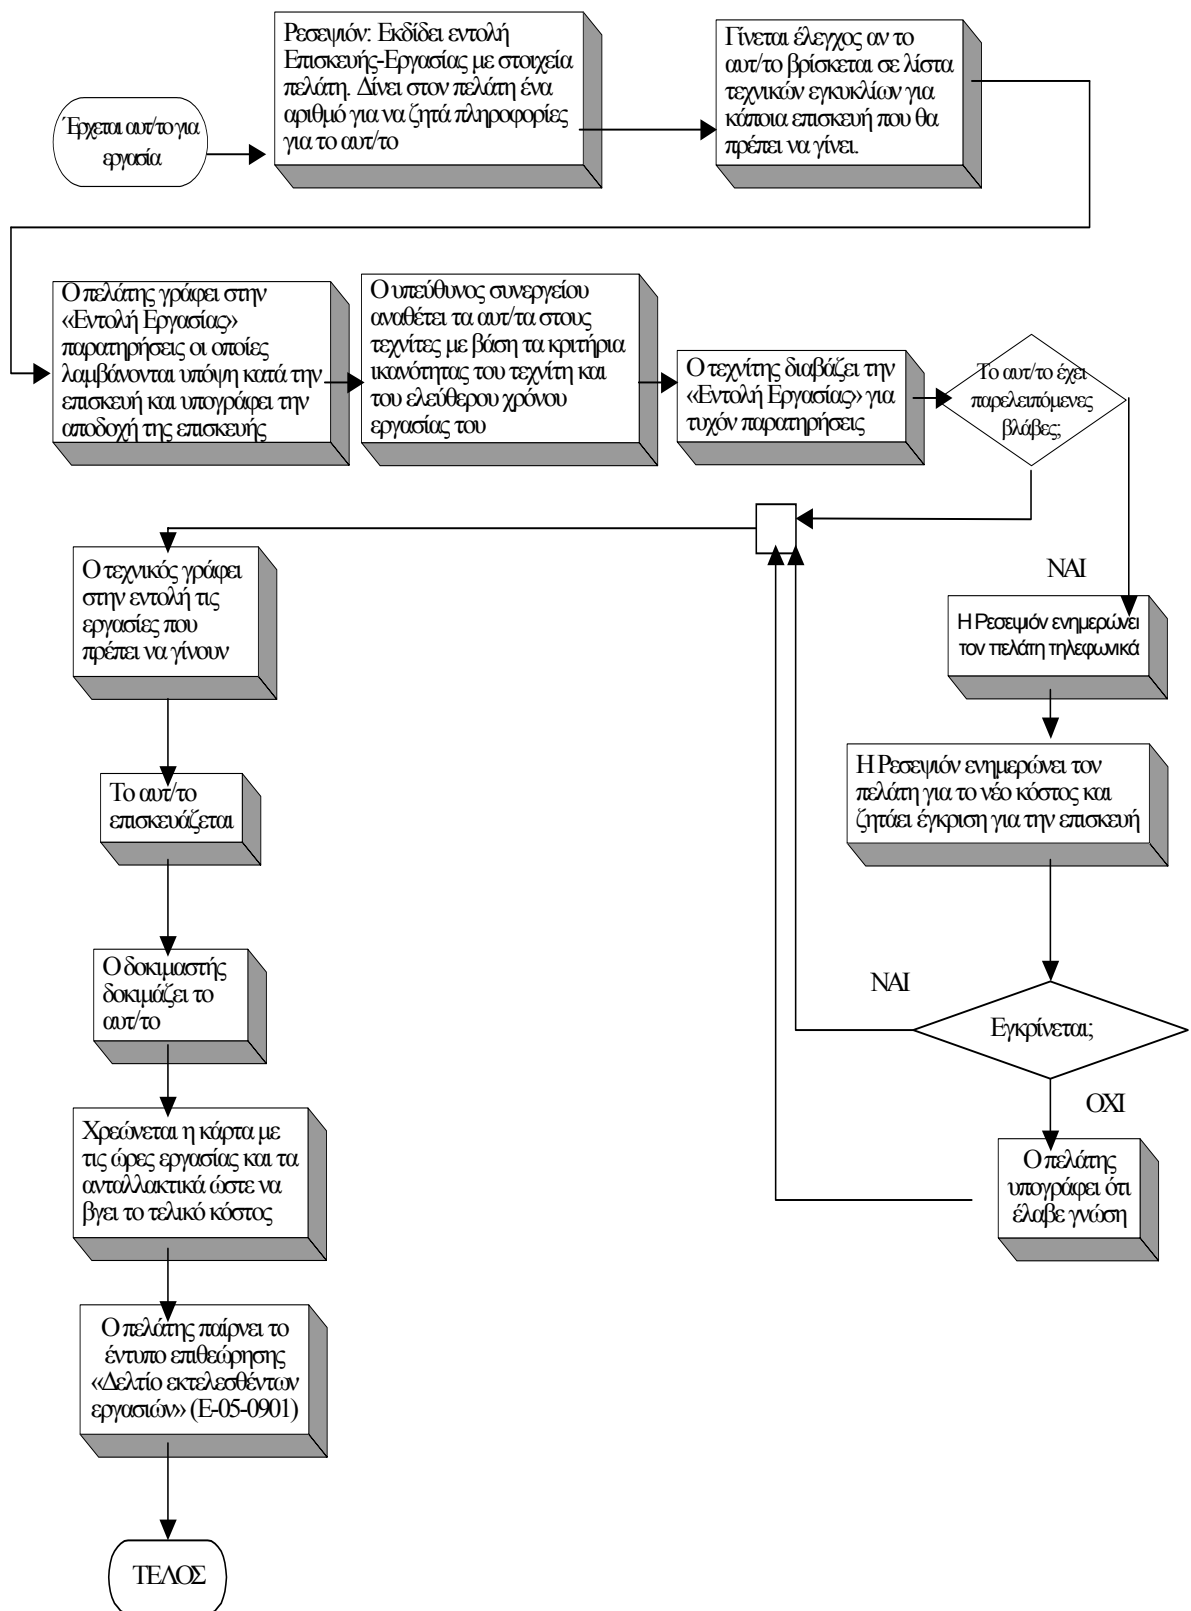 Έρχεται αυτ/το για
εργασία
Ρεσεψιόν: Εκδίδει εντολή
Επισκευής-Εργασίας με στοιχεία
πελάτη. Δίνει στον πελάτη ένα
αριθμό για να ζητά πληροφορίες
για το αυτ/το
Γίνεται έλεγχος αν το
αυτ/το βρίσκεται σε λίστα
τεχνικών εγκυκλίων για
κάποια επισκευή που θα
πρέπει να γίνει.
Ο πελάτης γράφει στην
«Εντολή Εργασίας»
παρατηρήσεις οι οποίες
λαμβάνονται υπόψη κατά την
επισκευή και υπογράφει την
αποδοχή της επισκευής
Ο υπεύθυνος συνεργείου
αναθέτει τα αυτ/τα στους
τεχνίτες με βάση τα κριτήρια
ικανότητας του τεχνίτη και
του ελεύθερου χρόνου
εργασίας του
Ο τεχνίτης διαβάζει την
«Εντολή Εργασίας» για
τυχόν παρατηρήσεις
Το αυτ/το έχει
παρελειπόμενες
βλάβες;
ΝΑΙ
Η Ρεσεψιόν ενημερώνει
τον πελάτη τηλεφωνικά
Η Ρεσεψιόν ενημερώνει τον
πελάτη για το νέο κόστος και
ζητάει έγκριση για την επισκευή
Εγκρίνεται;
ΝΑΙ
ΟΧΙ
Ο πελάτης
υπογράφει ότι
έλαβε γνώση
Ο τεχνικός γράφει
στην εντολή τις
εργασίες που
πρέπει να γίνουν
Το αυτ/το
επισκευάζεται
Ο δοκιμαστής
δοκιμάζει το
αυτ/το
Χρεώνεται η κάρτα με
τις ώρες εργασίας και τα
ανταλλακτικά ώστε να
βγει το τελικό κόστος
Ο πελάτης παίρνει το
έντυπο επιθεώρησης
«Δελτίο εκτελεσθέντων
εργασιών» (Ε-05-0901)
ΤΕΛΟΣ